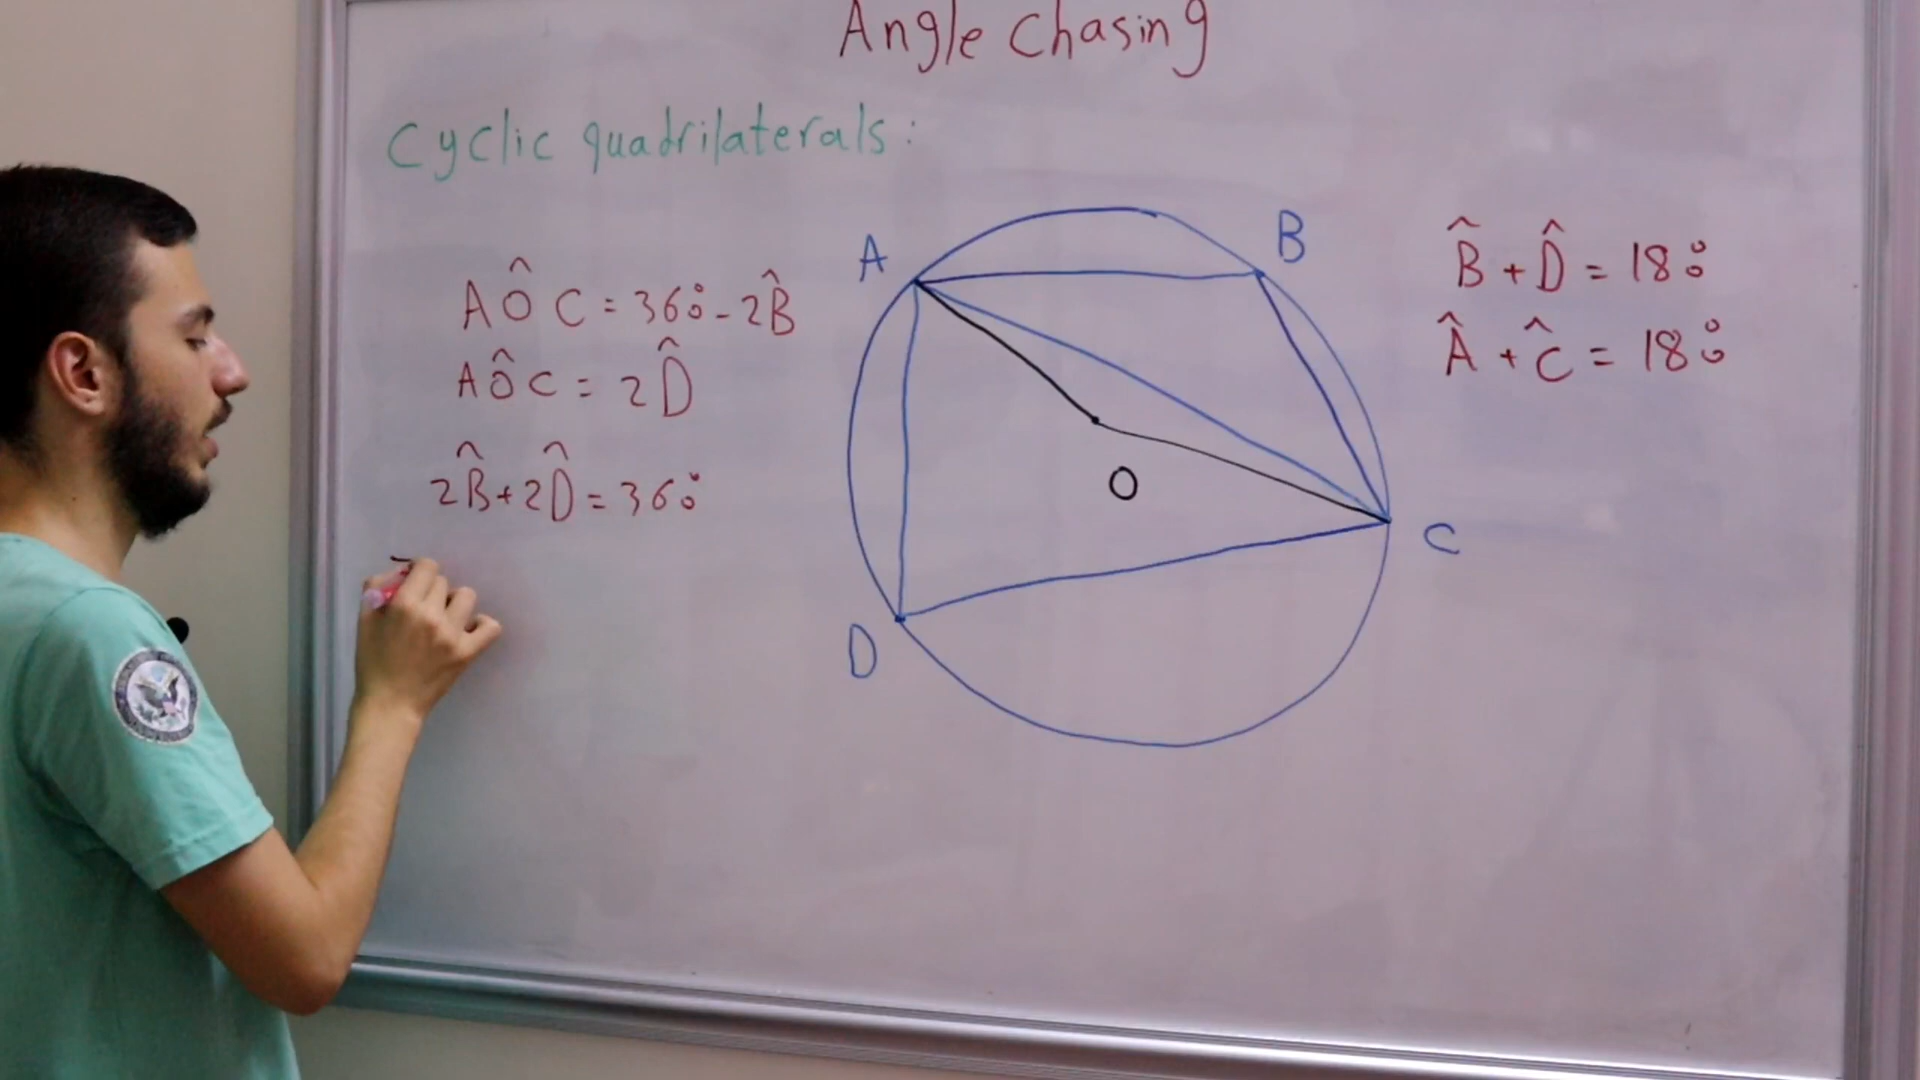 Angle Chasing
Cyclic quadrilaterals:
AÔC = 360° - 2B̂
AÔC = 2D̂
2B̂ + 2D̂ = 360°
A
B
C
D
O
B̂ + D̂ = 180°
Â + Ĉ = 180°